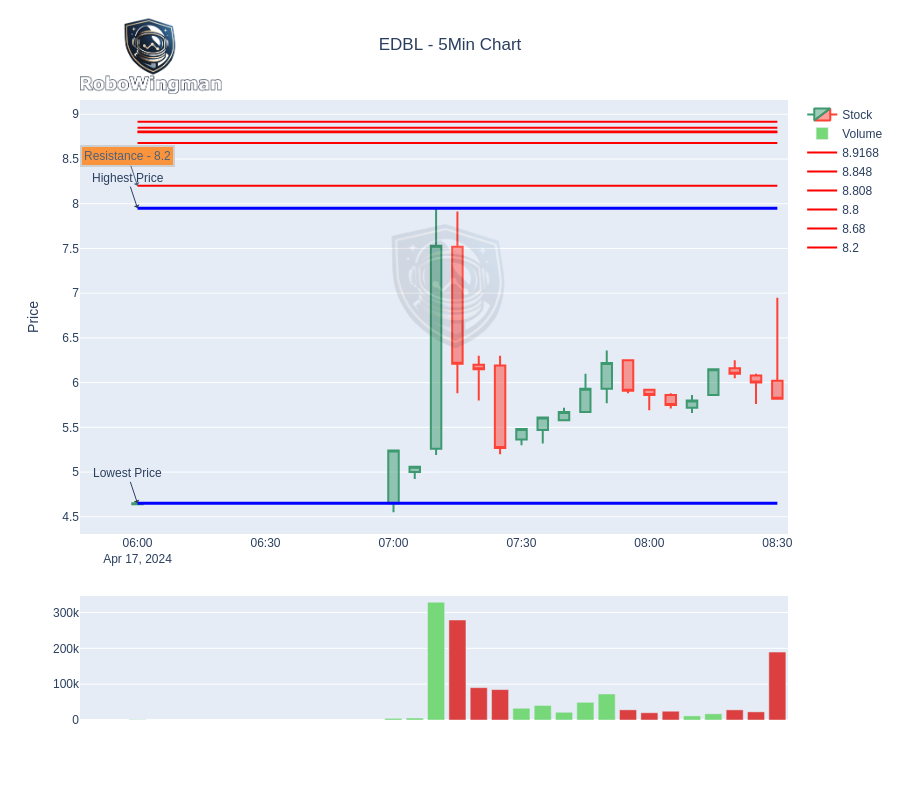 RoboWingman
EDBL - 5Min Chart
9
8.5
8
7.5
7
6.5
6
5.5
5
4.5
Price
Resistance - 8.2
Highest Price
Lowest Price
06:00
06:30
07:00
07:30
08:00
08:30
Apr 17, 2024
Stock
Volume
8.9168
8.848
8.808
8.8
8.68
8.2
300k
200k
100k
0